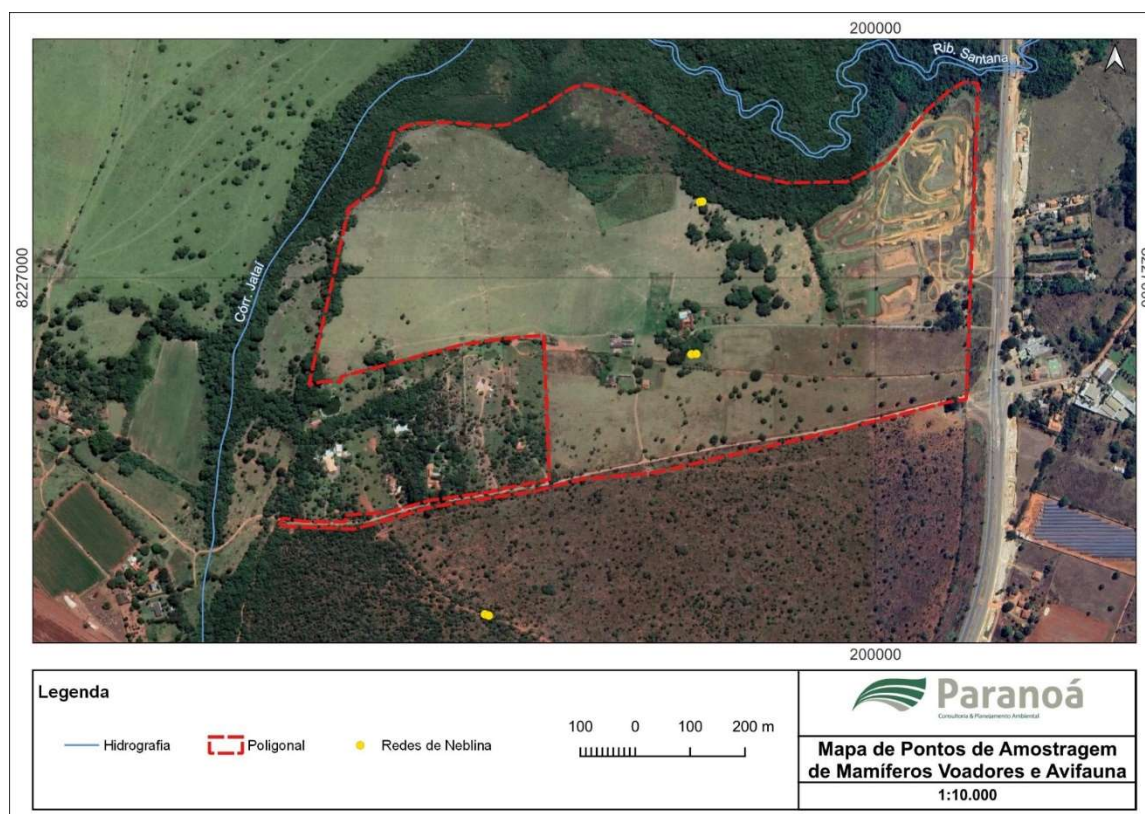 200000
Rib. Santana
8227000
8227000
Córr. Jataí
200000
Legenda
Hidrografia
Poligonal
Redes de Neblina
100 0 100 200 m
Paranoá
Consultoria & Planejamento Ambiental
Mapa de Pontos de Amostragem
de Mamíferos Voadores e Avifauna
1:10.000